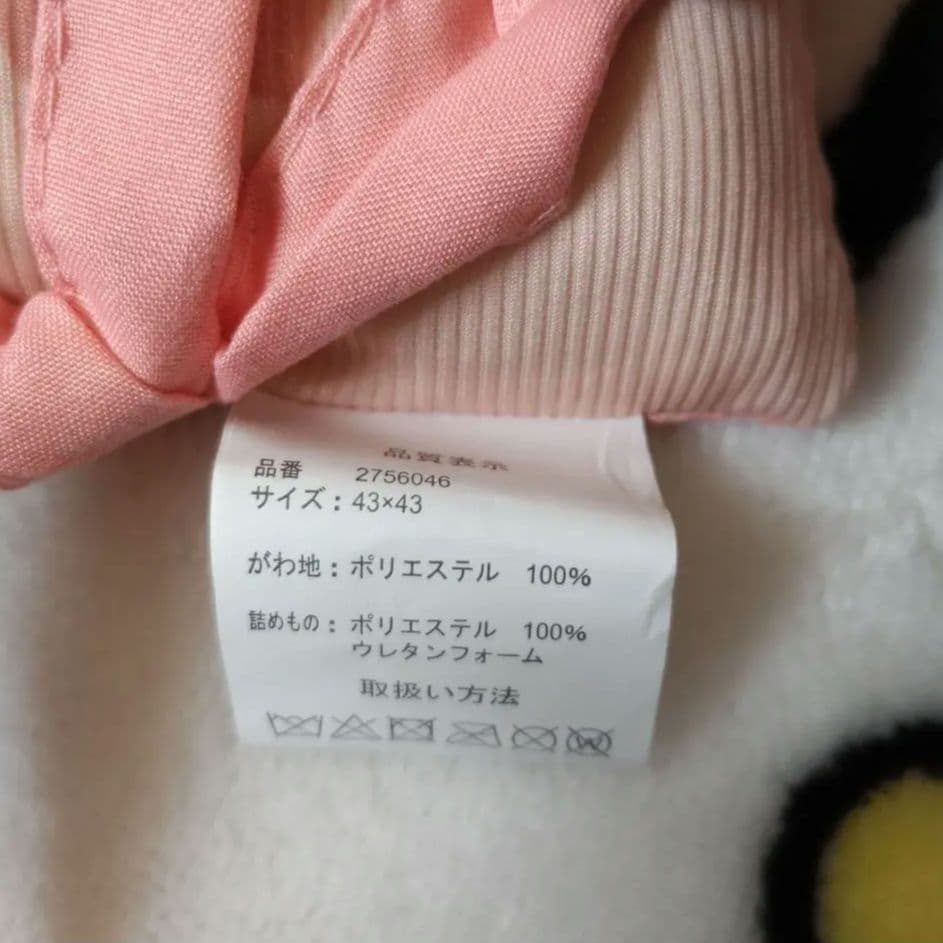 品質表示
品番 2756046
サイズ：43×43
がわ地：ポリエステル 100%
詰めもの：ポリエステル 100%
ウレタンフォーム
取扱い方法
W